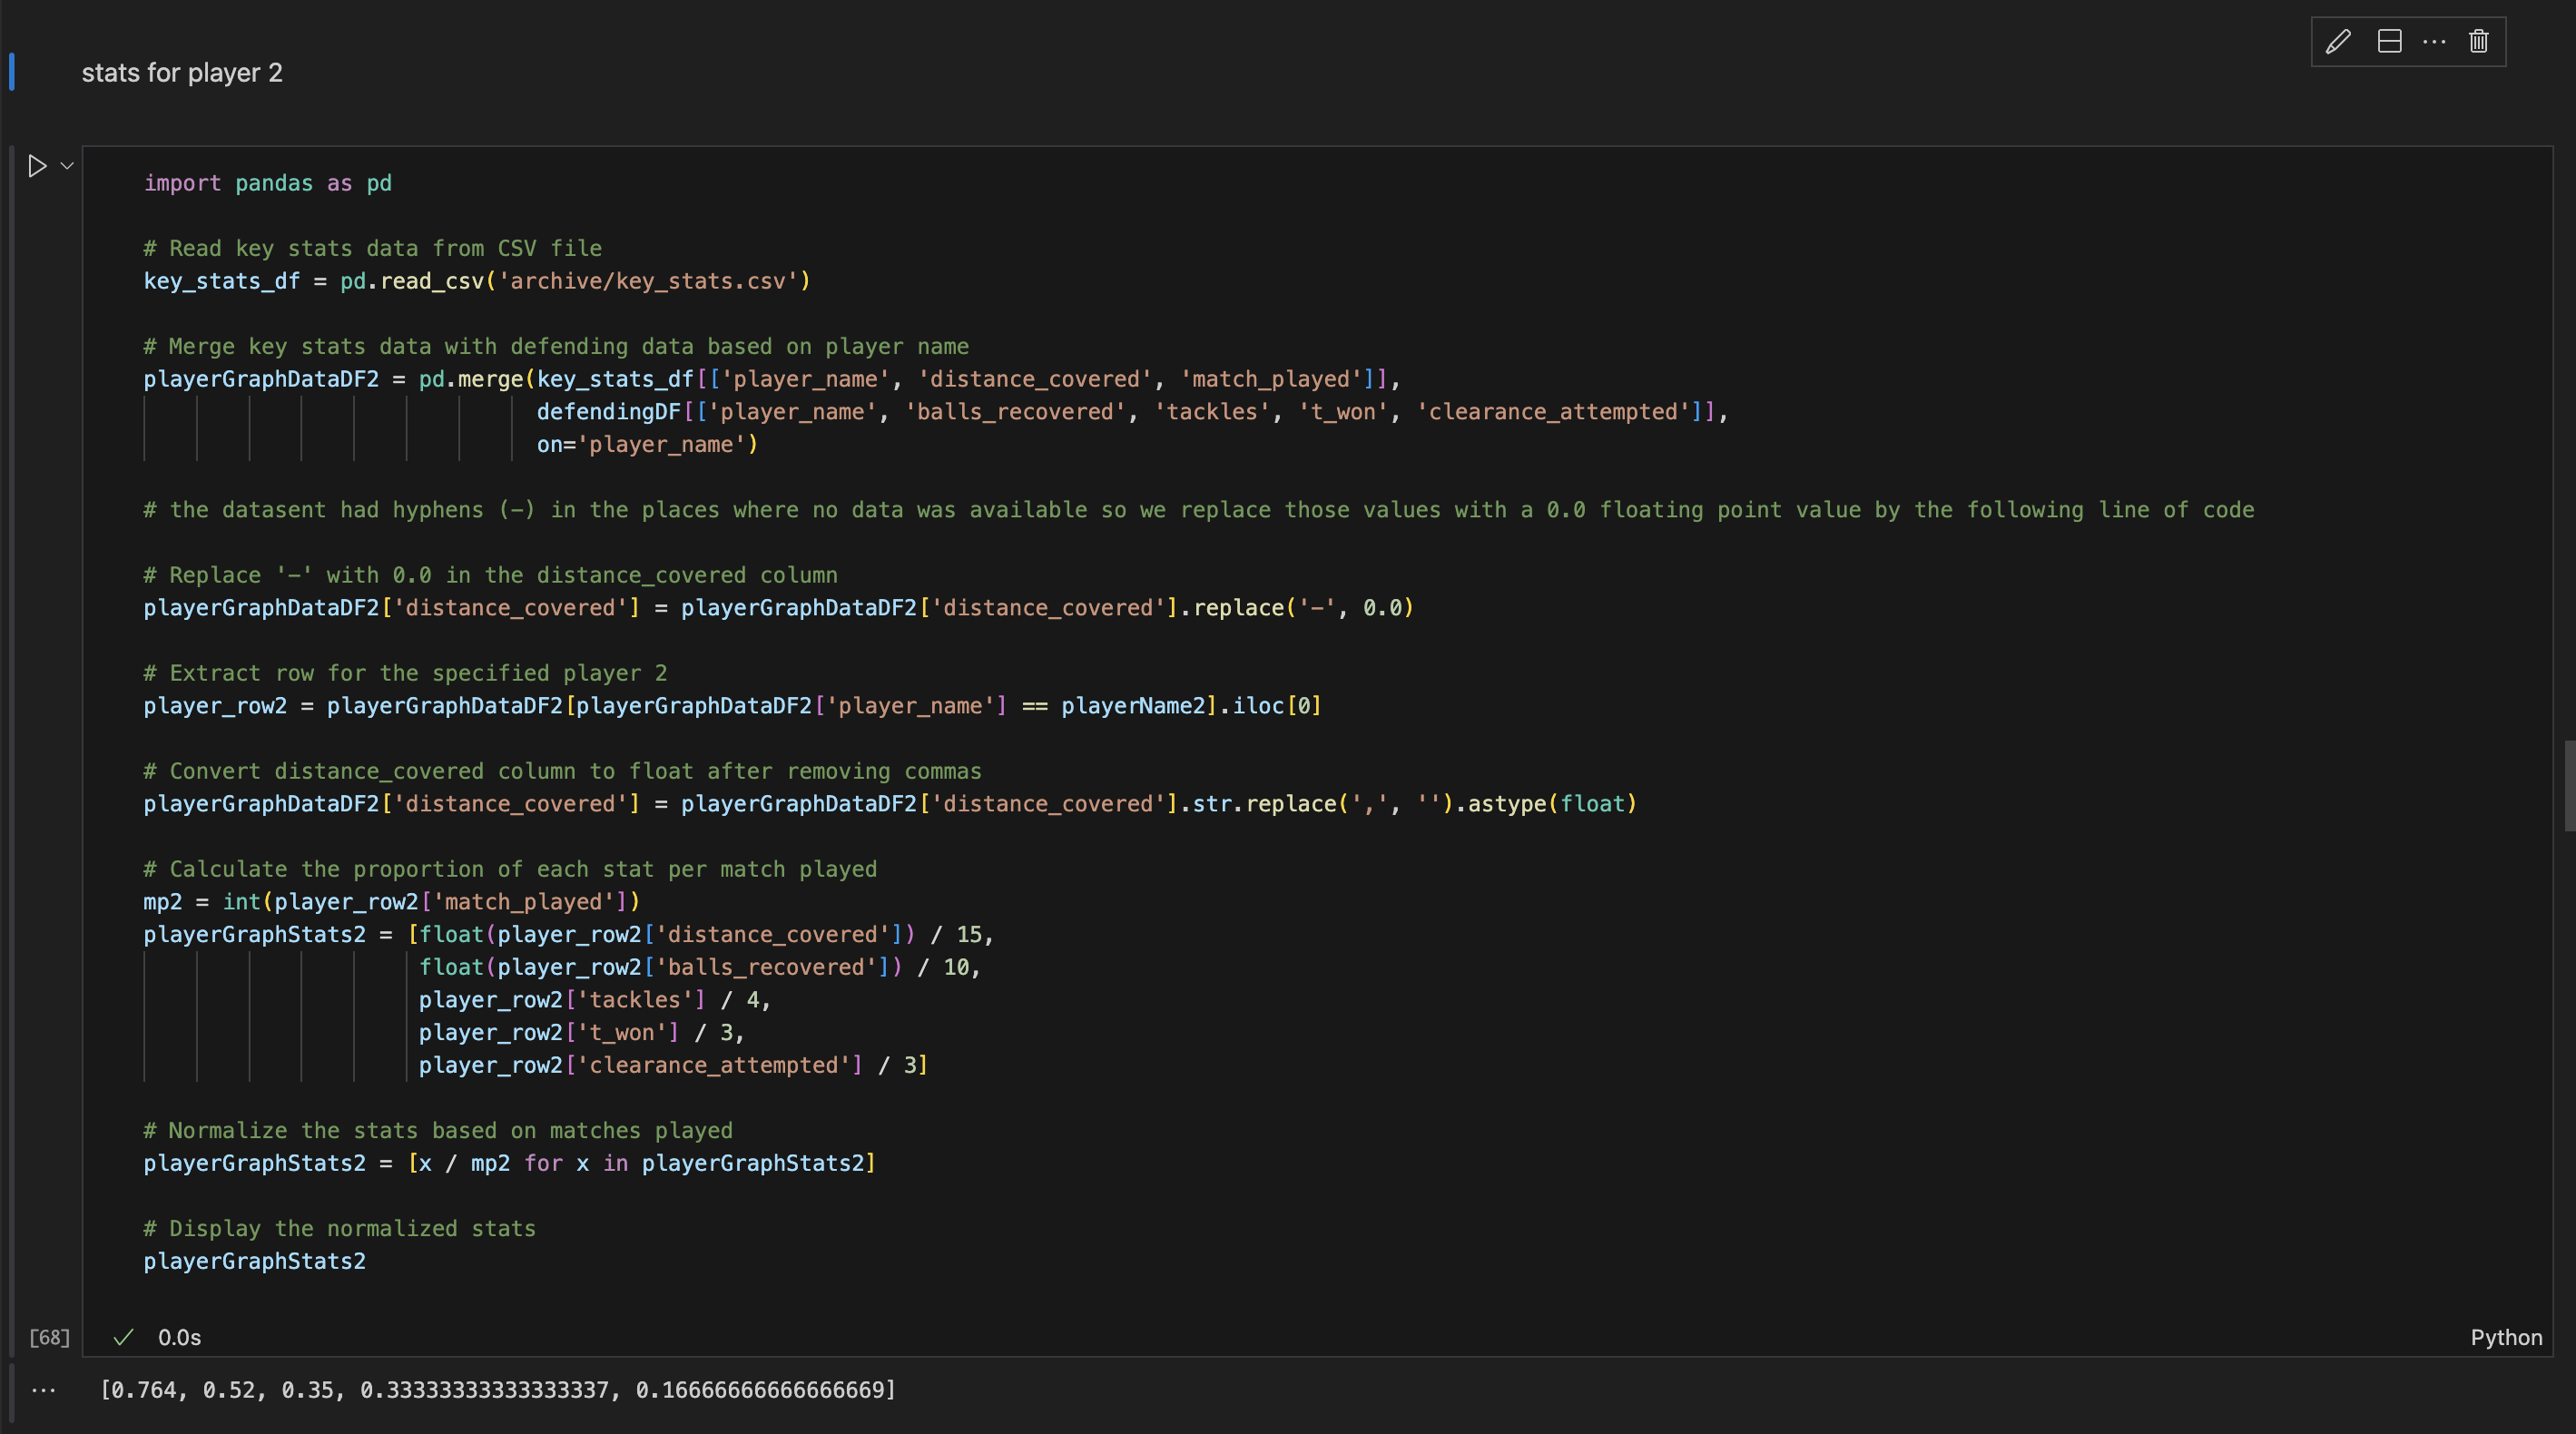 stats for player 2
import pandas as pd
# Read key stats data from CSV file
key_stats_df = pd.read_csv('archive/key_stats.csv')
# Merge key stats data with defending data based on player name
playerGraphDataDF2 = pd.merge(key_stats_df[['player_name', 'distance_covered', 'match_played']],
defendingDF[['player_name', 'balls_recovered', 'tackles', 't_won', 'clearance_attempted']],
on='player_name')
# the datasent had hyphens (-) in the places where no data was available so we replace those values with a 0.0 floating point value by the following line of code
# Replace '-' with 0.0 in the distance_covered column
playerGraphDataDF2['distance_covered'] = playerGraphDataDF2['distance_covered'].replace('-', 0.0)
# Extract row for the specified player 2
player_row2 = playerGraphDataDF2[playerGraphDataDF2['player_name'] == playerName2].iloc[0]
# Convert distance_covered column to float after removing commas
playerGraphDataDF2['distance_covered'] = playerGraphDataDF2['distance_covered'].str.replace(',', '').astype(float)
# Calculate the proportion of each stat per match played
mp2 = int(player_row2['match_played'])
playerGraphStats2 = [float(player_row2['distance_covered']) / 15,
float(player_row2['balls_recovered']) / 10,
player_row2['tackles'] / 4,
player_row2['t_won'] / 3,
player_row2['clearance_attempted'] / 3]
# Normalize the stats based on matches played
playerGraphStats2 = [x / mp2 for x in playerGraphStats2]
# Display the normalized stats
playerGraphStats2
[68] 0.0s Python
[0.764, 0.52, 0.35, 0.33333333333333337, 0.16666666666666669]